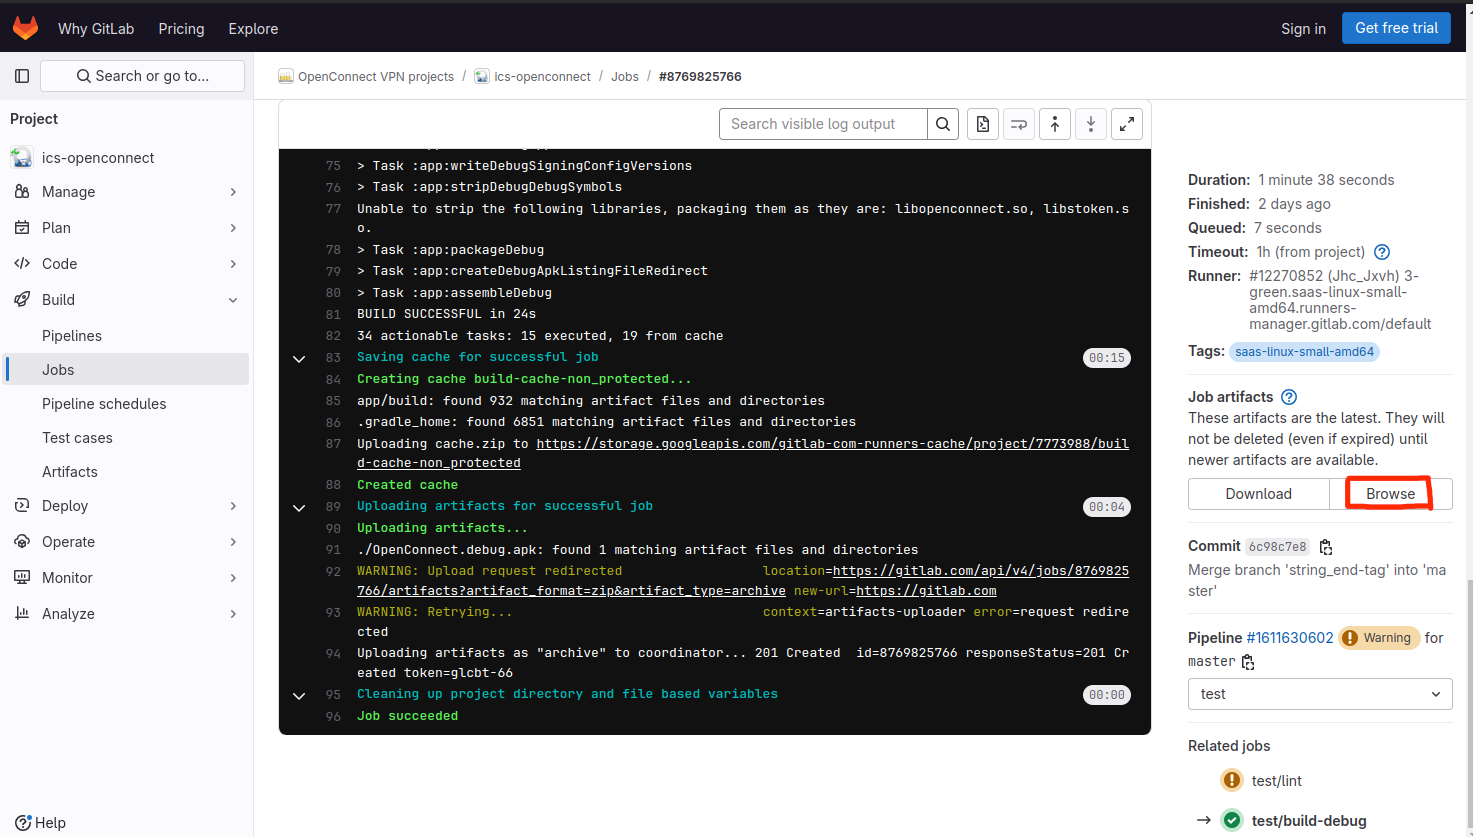 Why GitLab Pricing Explore Sign in Get free trial
Search or go to...
OpenConnect VPN projects / ics-openconnect / Jobs / #8769825766
Project
ics-openconnect
Manage
Plan
Code
Build
Pipelines
Jobs
Pipeline schedules
Test cases
Artifacts
Deploy
Operate
Monitor
Analyze
Help
Search visible log output
75 > Task :app:writeDebugSigningConfigVersions
76 > Task :app:stripDebugDebugSymbols
77 Unable to strip the following libraries, packaging them as they are: libopenconnect.so, libstoken.s
o.
78 > Task :app:packageDebug
79 > Task :app:createDebugApkListingFileRedirect
80 > Task :app:assembleDebug
81 BUILD SUCCESSFUL in 24s
82 34 actionable tasks: 15 executed, 19 from cache
83 Saving cache for successful job 00:15
84 Creating cache build-cache-non_protected...
85 app/build: found 932 matching artifact files and directories
86 .gradle_home: found 6851 matching artifact files and directories
87 Uploading cache.zip to https://storage.googleapis.com/gitlab-com-runners-cache/project/7773988/buil
d-cache-non_protected
88 Created cache
89 Uploading artifacts for successful job 00:04
90 Uploading artifacts...
91 ./OpenConnect.debug.apk: found 1 matching artifact files and directories
92 WARNING: Upload request redirected location=https://gitlab.com/api/v4/jobs/8769825
766/artifacts?artifact_format=zip&artifact_type=archive new-url=https://gitlab.com
93 WARNING: Retrying... context=artifacts-uploader error=request redire
cted
94 Uploading artifacts as "archive" to coordinator... 201 Created id=8769825766 responseStatus=201 Cr
eated token=glcbt-66
95 Cleaning up project directory and file based variables 00:00
96 Job succeeded
Duration: 1 minute 38 seconds
Finished: 2 days ago
Queued: 7 seconds
Timeout: 1h (from project)
Runner: #12270852 (Jhc_Jxvh) 3-
green.saas-linux-small-
amd64.runners-
manager.gitlab.com/default
Tags: saas-linux-small-amd64
Job artifacts
These artifacts are the latest. They will
not be deleted (even if expired) until
newer artifacts are available.
Download Browse
Commit 6c98c7e8
Merge branch 'string_end-tag' into 'ma
ster'
Pipeline #1611630602 Warning for
master
test
Related jobs
test/lint
test/build-debug